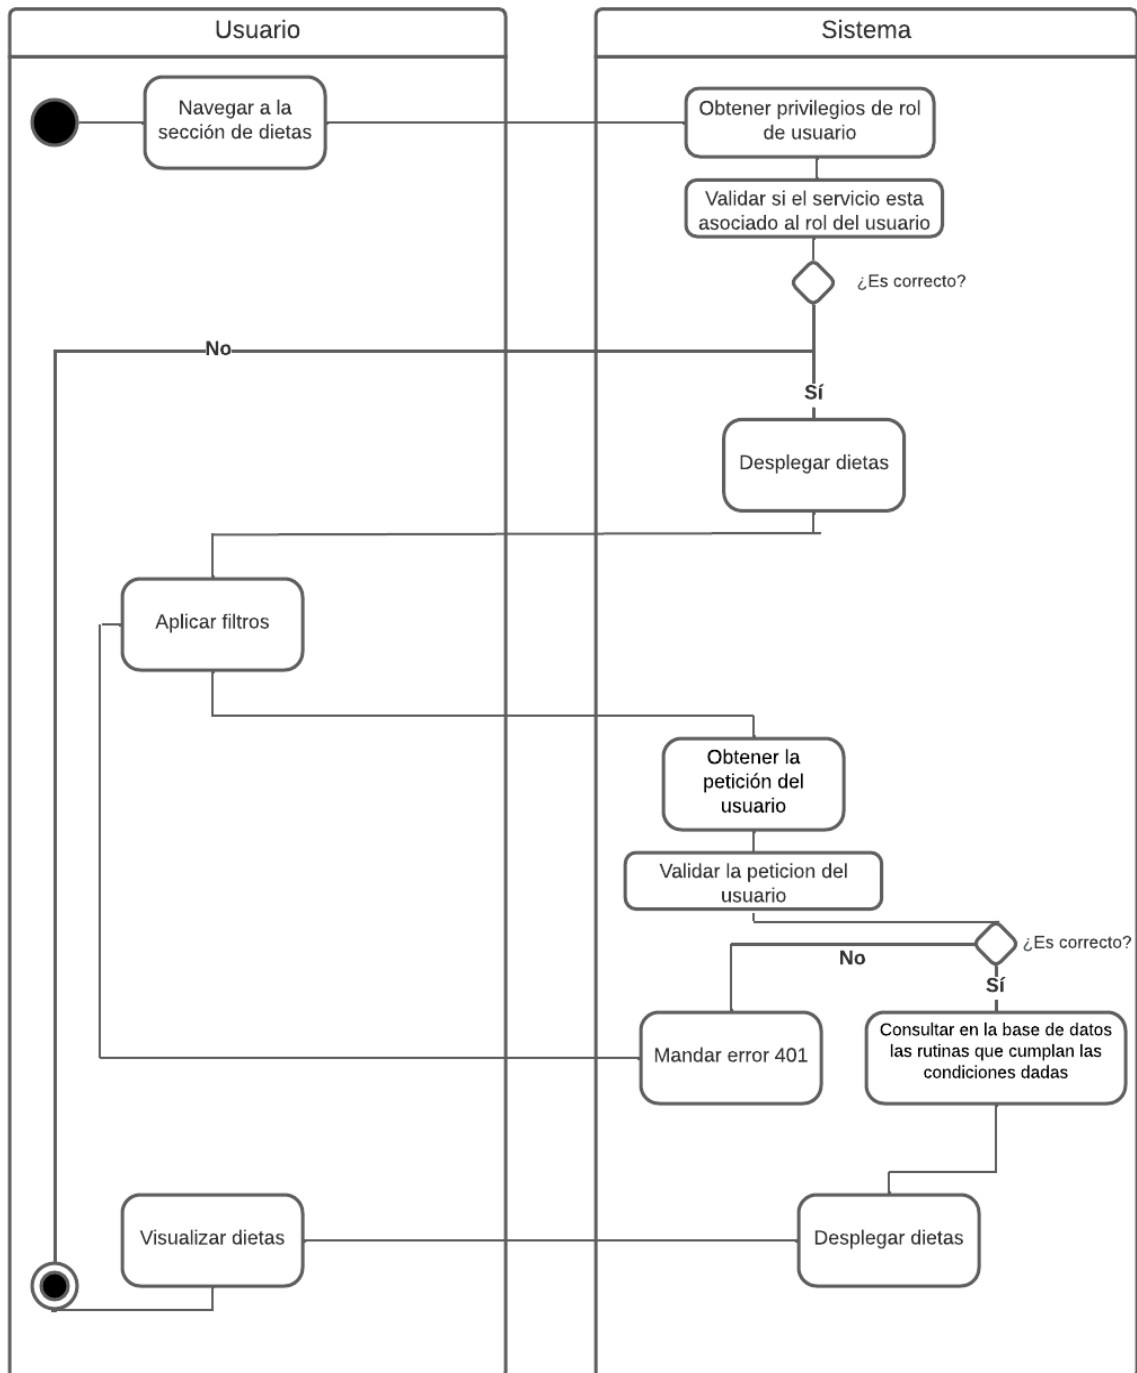 Usuario
Sistema
Navegar a la
sección de dietas
Obtener privilegios de rol
de usuario
Validar si el servicio esta
asociado al rol del usuario
¿Es correcto?
No
Sí
Desplegar dietas
Aplicar filtros
Obtener la
petición del
usuario
Validar la peticion del
usuario
¿Es correcto?
No
Sí
Mandar error 401
Consultar en la base de datos
las rutinas que cumplan las
condiciones dadas
Visualizar dietas
Desplegar dietas